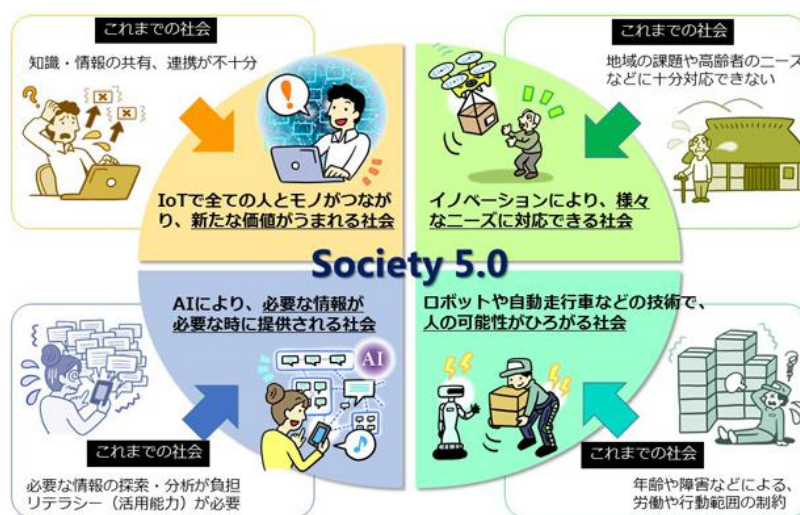 これまでの社会
知識・情報の共有、連携が不十分
IoTで全ての人とモノがつなが
り、新たな価値がうまれる社会
これまでの社会
地域の課題や高齢者のニーズ
などに十分対応できない
イノベーションにより、様々
なニーズに対応できる社会
Society 5.0
AIにより、必要な情報が
必要な時に提供される社会
AI
これまでの社会
必要な情報の探索・分析が負担
リテラシー（活用能力）が必要
ロボットや自動走行車などの技術で、
人の可能性がひろがる社会
これまでの社会
年齢や障害などによる、
労働や行動範囲の制約